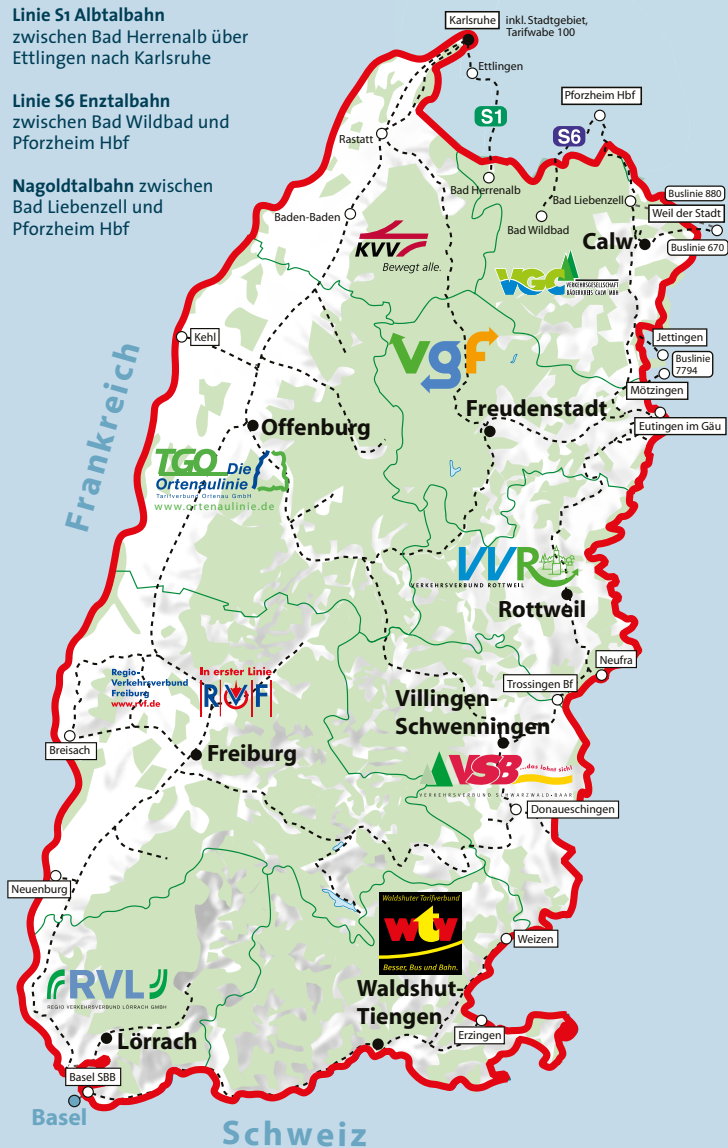 Linie S1 Albtalbahn
zwischen Bad Herrenalb über
Ettlingen nach Karlsruhe
Linie S6 Enztalbahn
zwischen Bad Wildbad und
Pforzheim Hbf
Nagoldtalbahn zwischen
Bad Liebenzell und
Pforzheim Hbf
Karlsruhe
inkl. Stadtgebiet,
Tarifwabe 100
Ettlingen
Pforzheim Hbf
S1
S6
Rastatt
Bad Herrenalb
Bad Liebenzell
Buslinie 880
Weil der Stadt
Baden-Baden
Bad Wildbad
Calw
Buslinie 670
KVV
Bewegt alle.
VGC
VERKEHRSGESELLSCHAFT
BÄDERKREIS CALW MBH
Kehl
Jettingen
Buslinie
7794
vgf
Mötzingen
Frankreich
Freudenstadt
Eutingen im Gäu
Offenburg
TGO Die
Ortenaulinie
Tarifverbund Ortenau GmbH
www.ortenaulinie.de
VVR
VERKEHRSVERBUND ROTTWEIL
Rottweil
Neufra
Regio-
Verkehrsverbund
Freiburg
www.rvf.de
In erster Linie
RVF
Trossingen Bf
Villingen-
Schwenningen
Breisach
Freiburg
VSB
...das lohnt sich!
VERKEHRSVERBUND SCHWARZWALD-BAAR
Donaueschingen
Neuenburg
Waldshuter Tarifverbund
wtv
Besser, Bus und Bahn.
Weizen
RVL
REGIO VERKEHRSVERBUND LÖRRACH GMBH
Waldshut-
Tiengen
Erzingen
Lörrach
Basel SBB
Basel
Schweiz